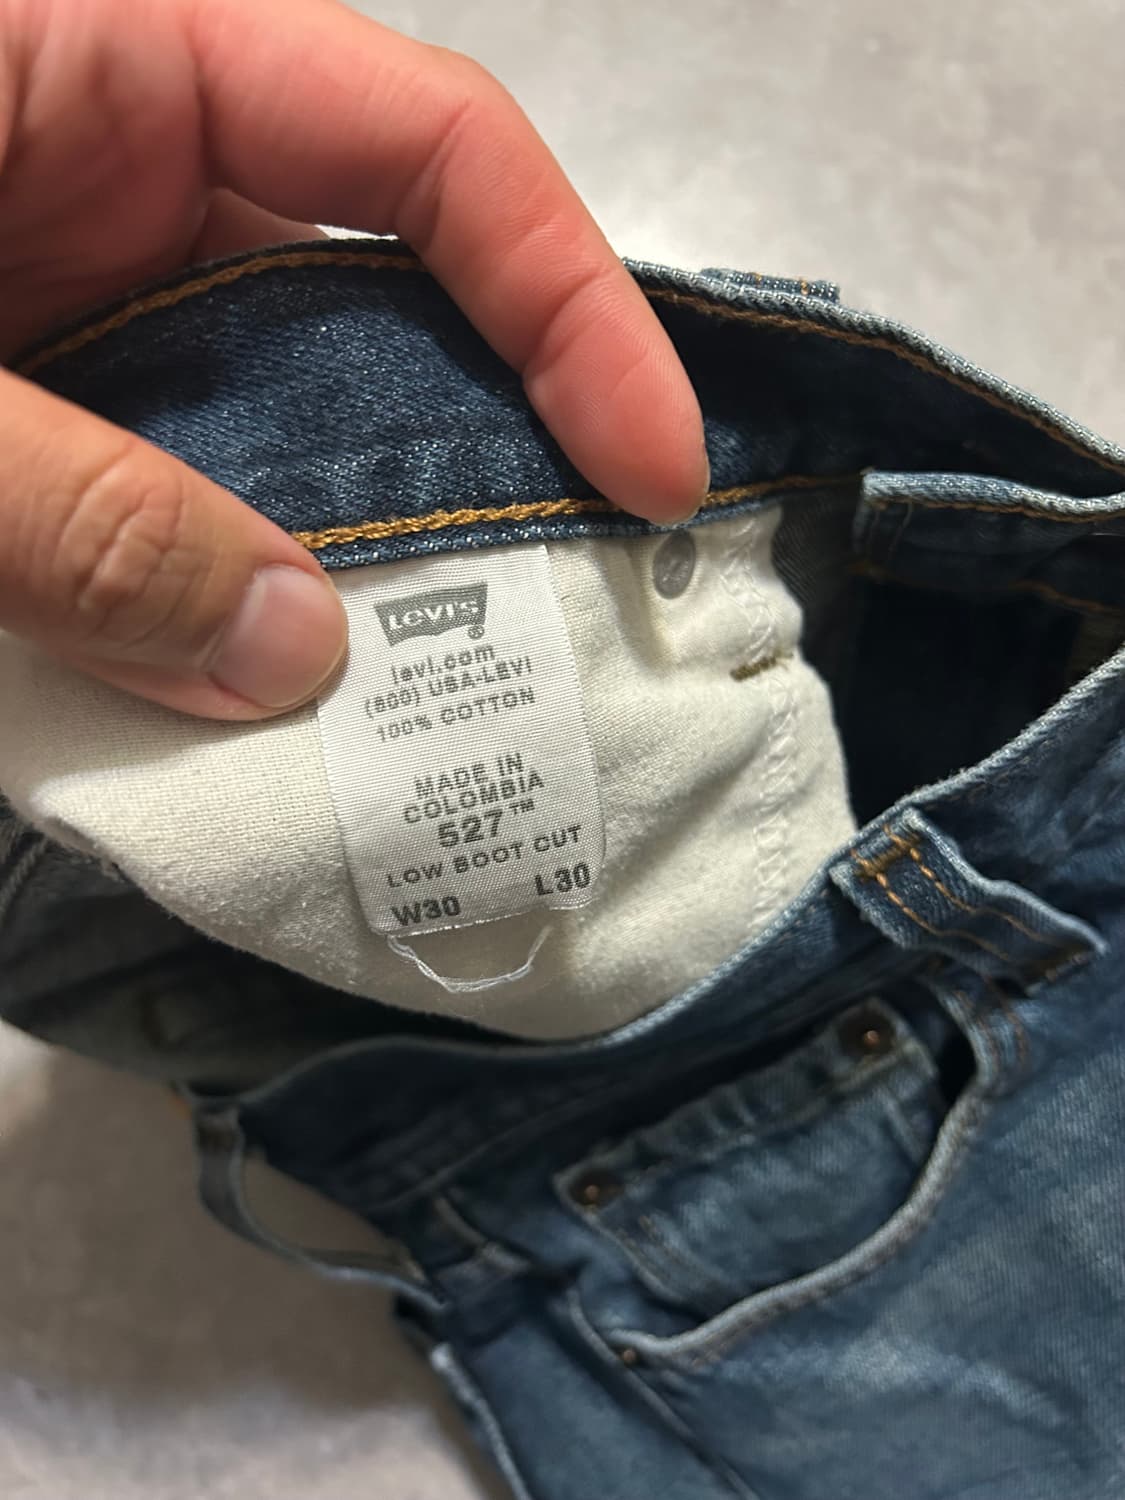 LEVI'S®
levi.com
(800) USA-LEVI
100% COTTON
MADE IN
COLOMBIA
527™
LOW BOOT CUT
W30 L30